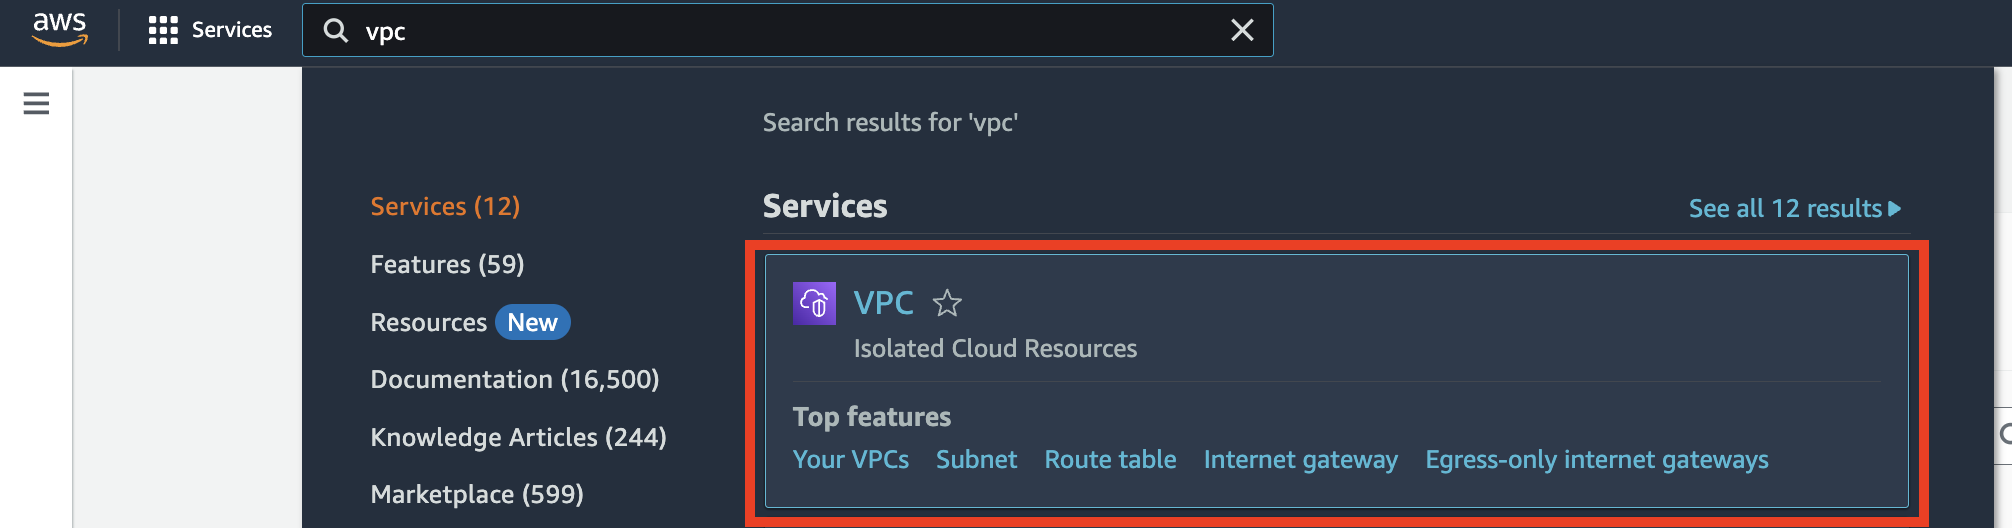 aws
Services
vpc
Search results for 'vpc'
Services (12)
Features (59)
Resources New
Documentation (16,500)
Knowledge Articles (244)
Marketplace (599)
Services
See all 12 results
VPC
Isolated Cloud Resources
Top features
Your VPCs Subnet Route table Internet gateway Egress-only internet gateways